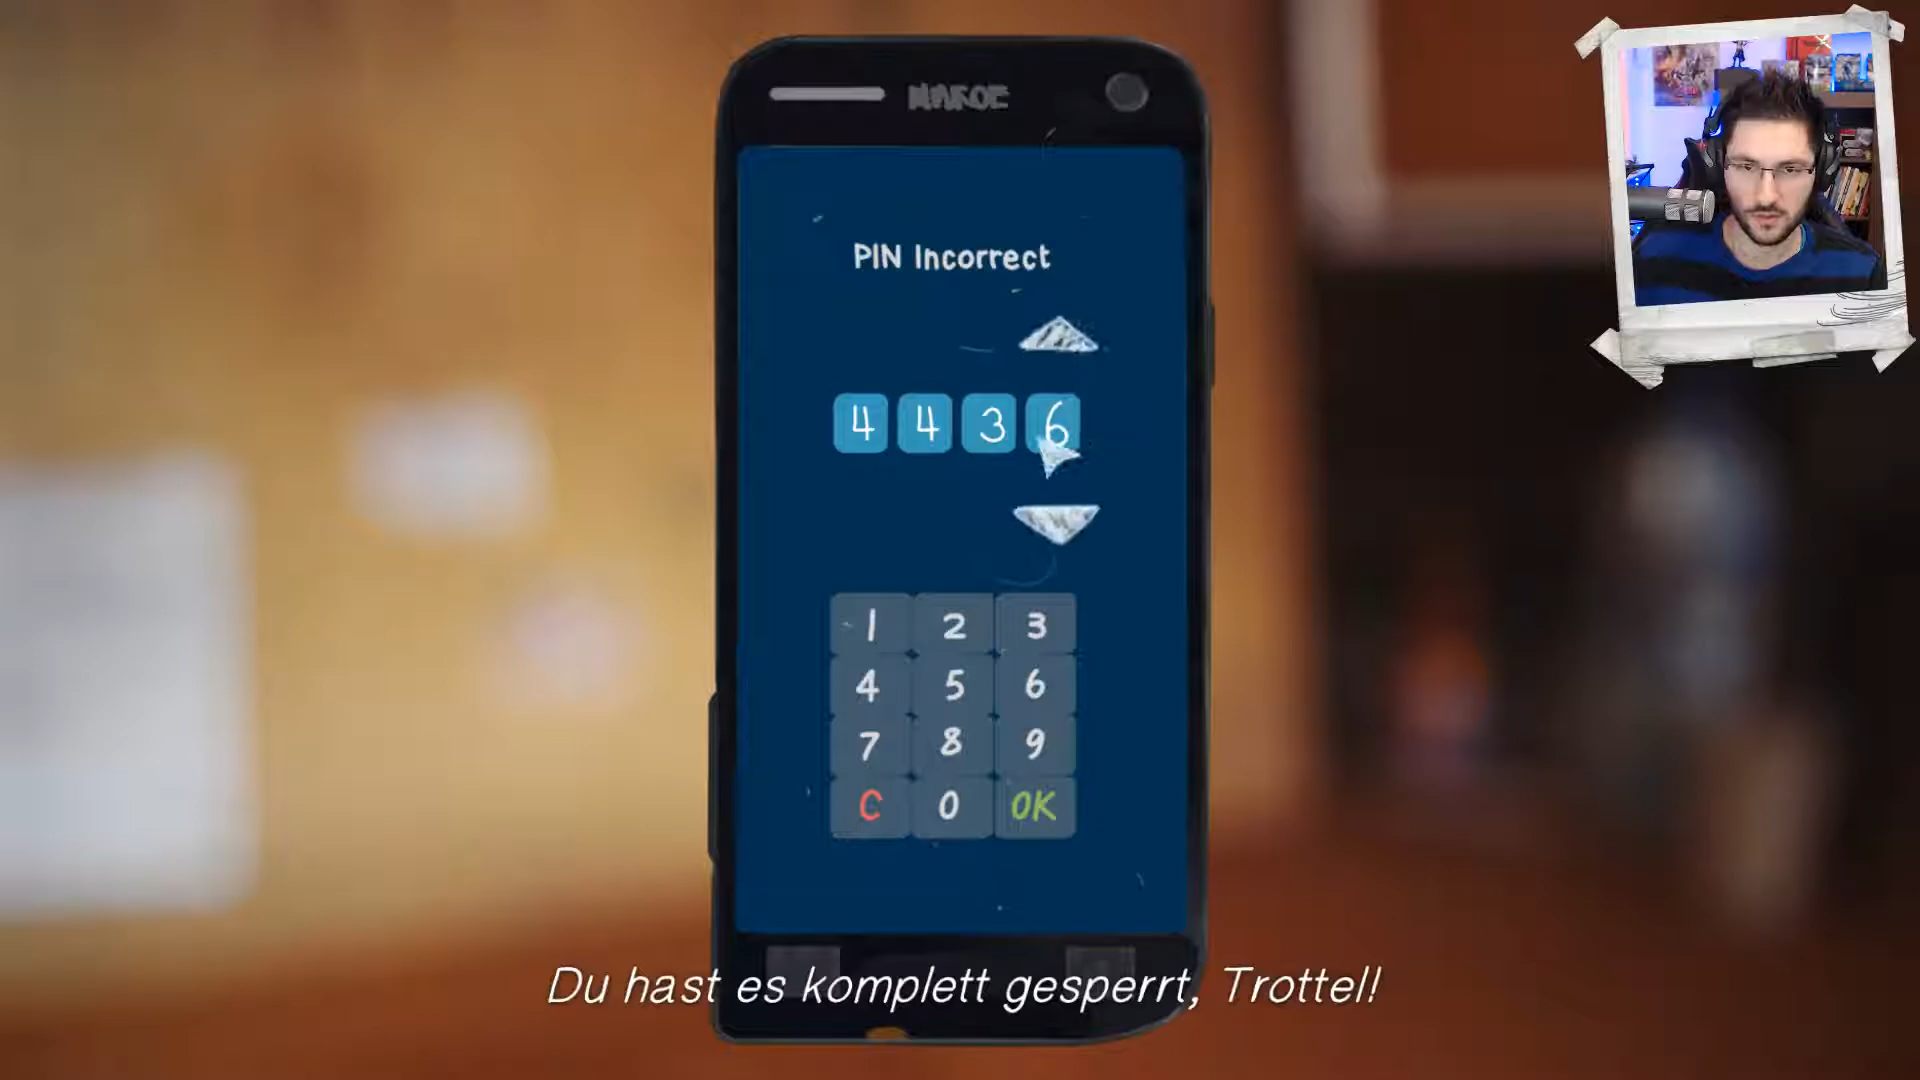 PIN Incorrect
4 4 3 6
1 2 3
4 5 6
7 8 9
C 0 OK
Du hast es komplett gesperrt, Trottel!